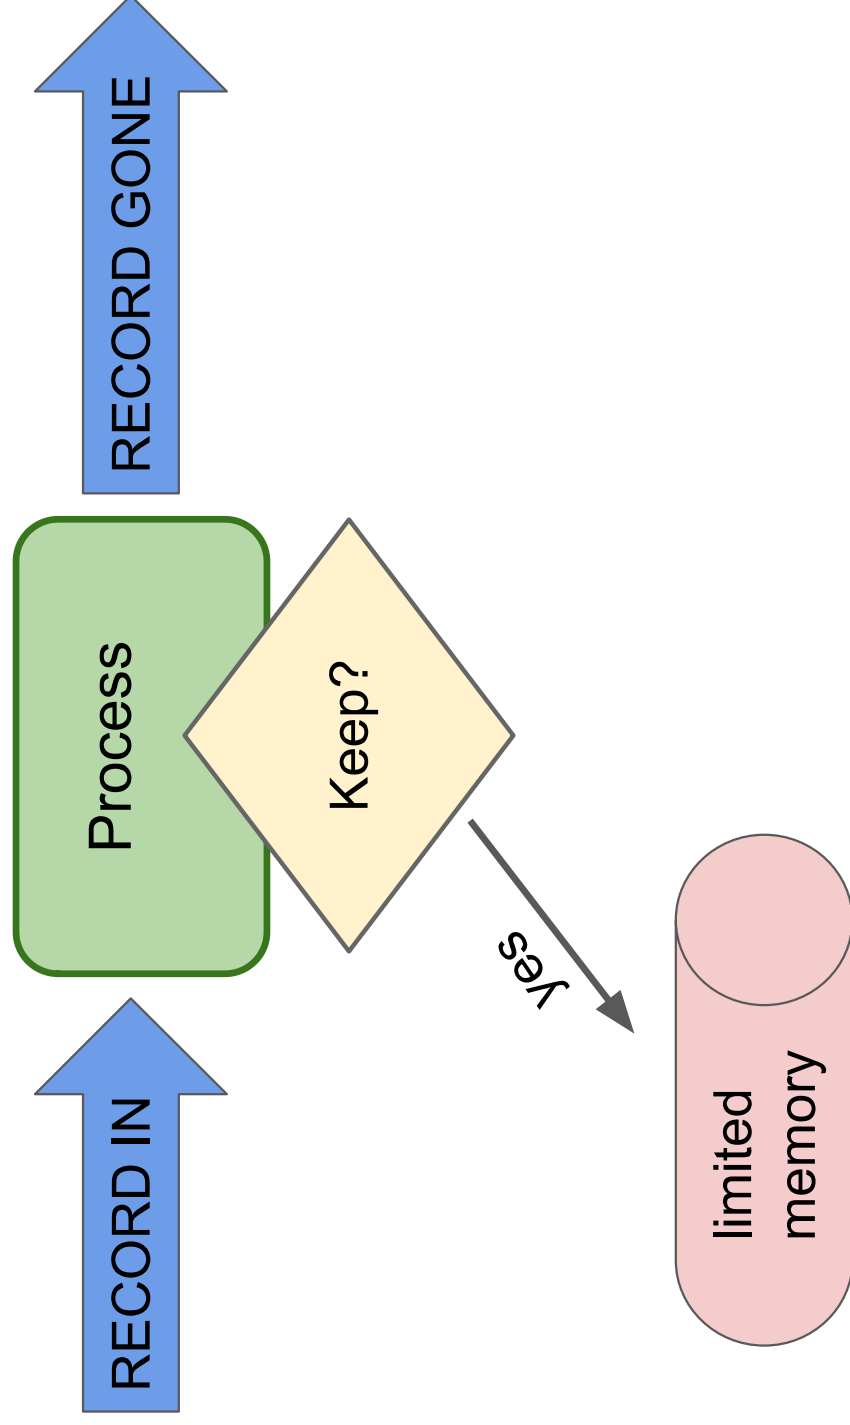 RECORD IN
Process
RECORD GONE
Keep?
yes
limited
memory